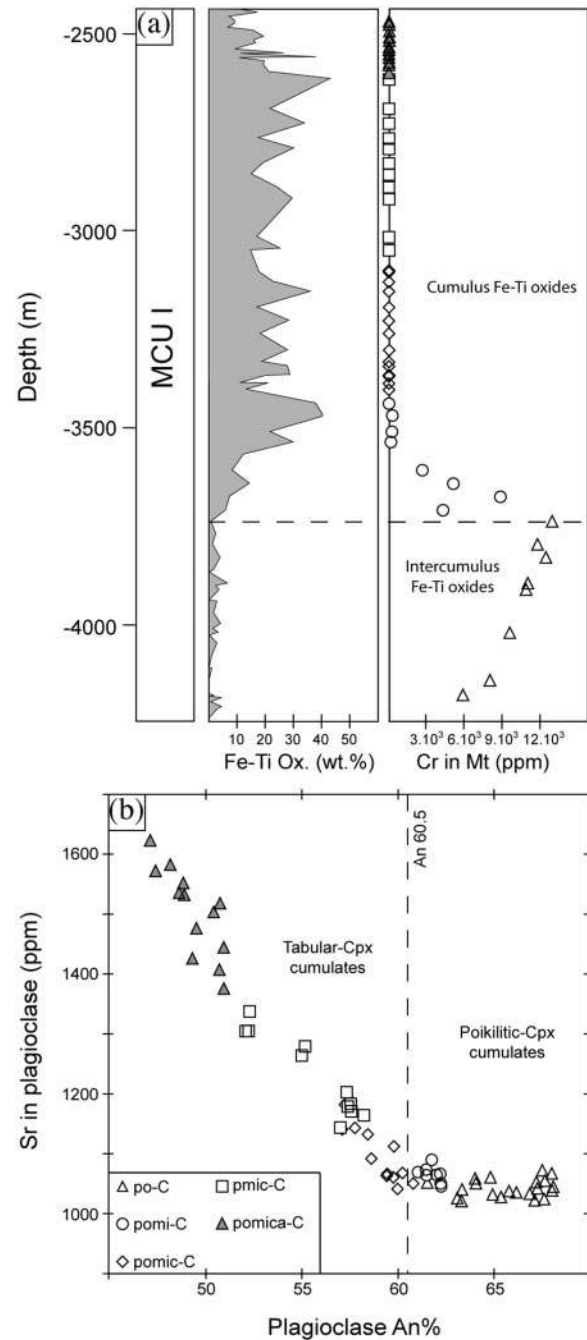 (a)
-2500
-3000
-3500
-4000
Depth (m)
MCU I
Cumulus Fe-Ti oxides
Intercumulus
Fe-Ti oxides
10 20 30 40 50
Fe-Ti Ox. (wt.%)
3.10³ 6.10³ 9.10³ 12.10³
Cr in Mt (ppm)
(b)
1600
1400
1200
1000
Sr in plagioclase (ppm)
An 60.5
Tabular-Cpx
cumulates
Poikilitic-Cpx
cumulates
po-C pmic-C
pomi-C pomica-C
pomic-C
50 55 60 65
Plagioclase An%